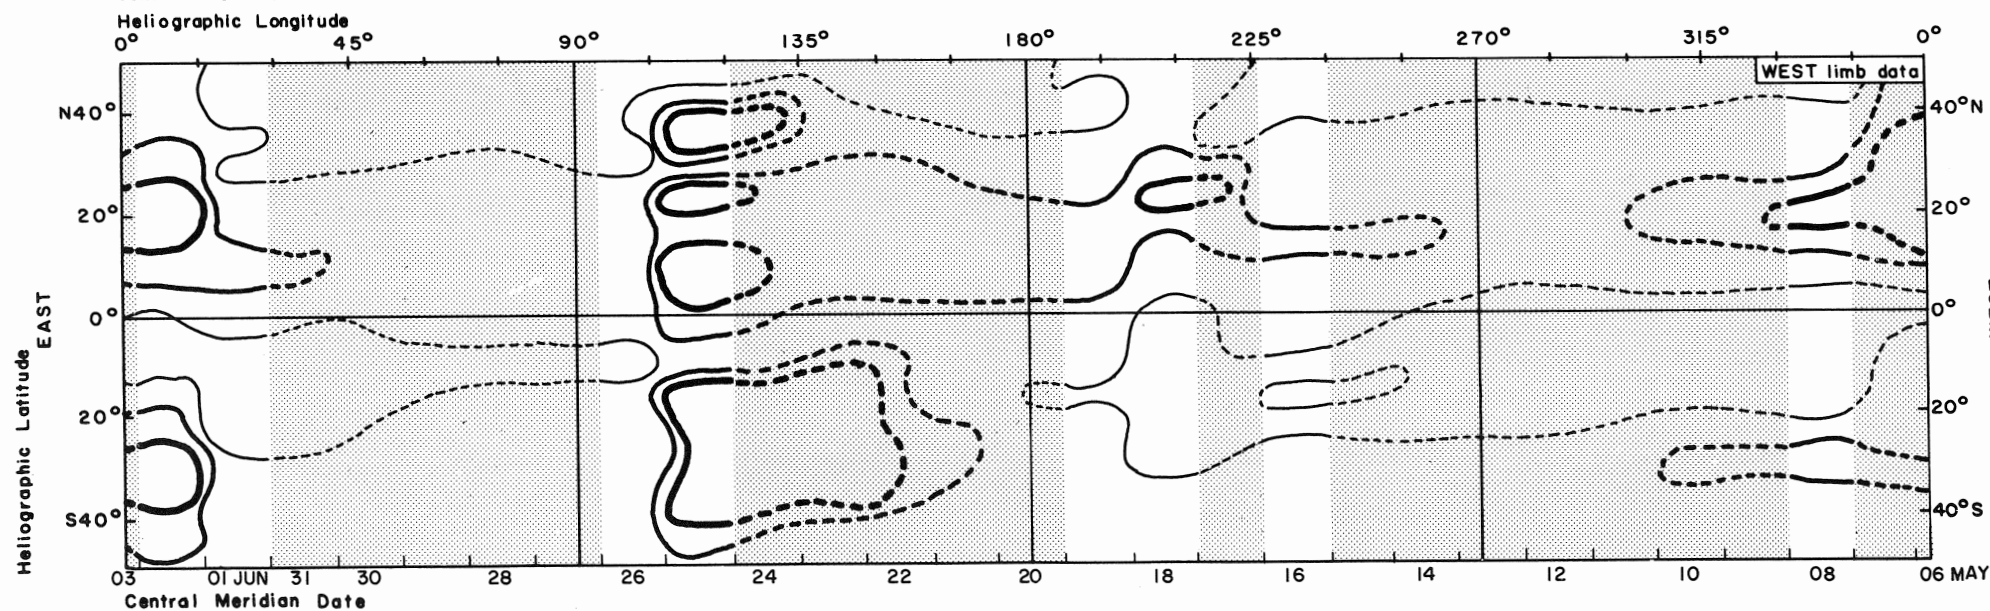 Heliographic Longitude
0° 45° 90° 135° 180° 225° 270° 315° 0°
WEST limb data
N40° 40°N
20° 20°
0° 0°
20° 20°
S40° 40°S
EAST
Heliographic Latitude
03 01 JUN 31 30 28 26 24 22 20 18 16 14 12 10 08 06 MAY
Central Meridian Date